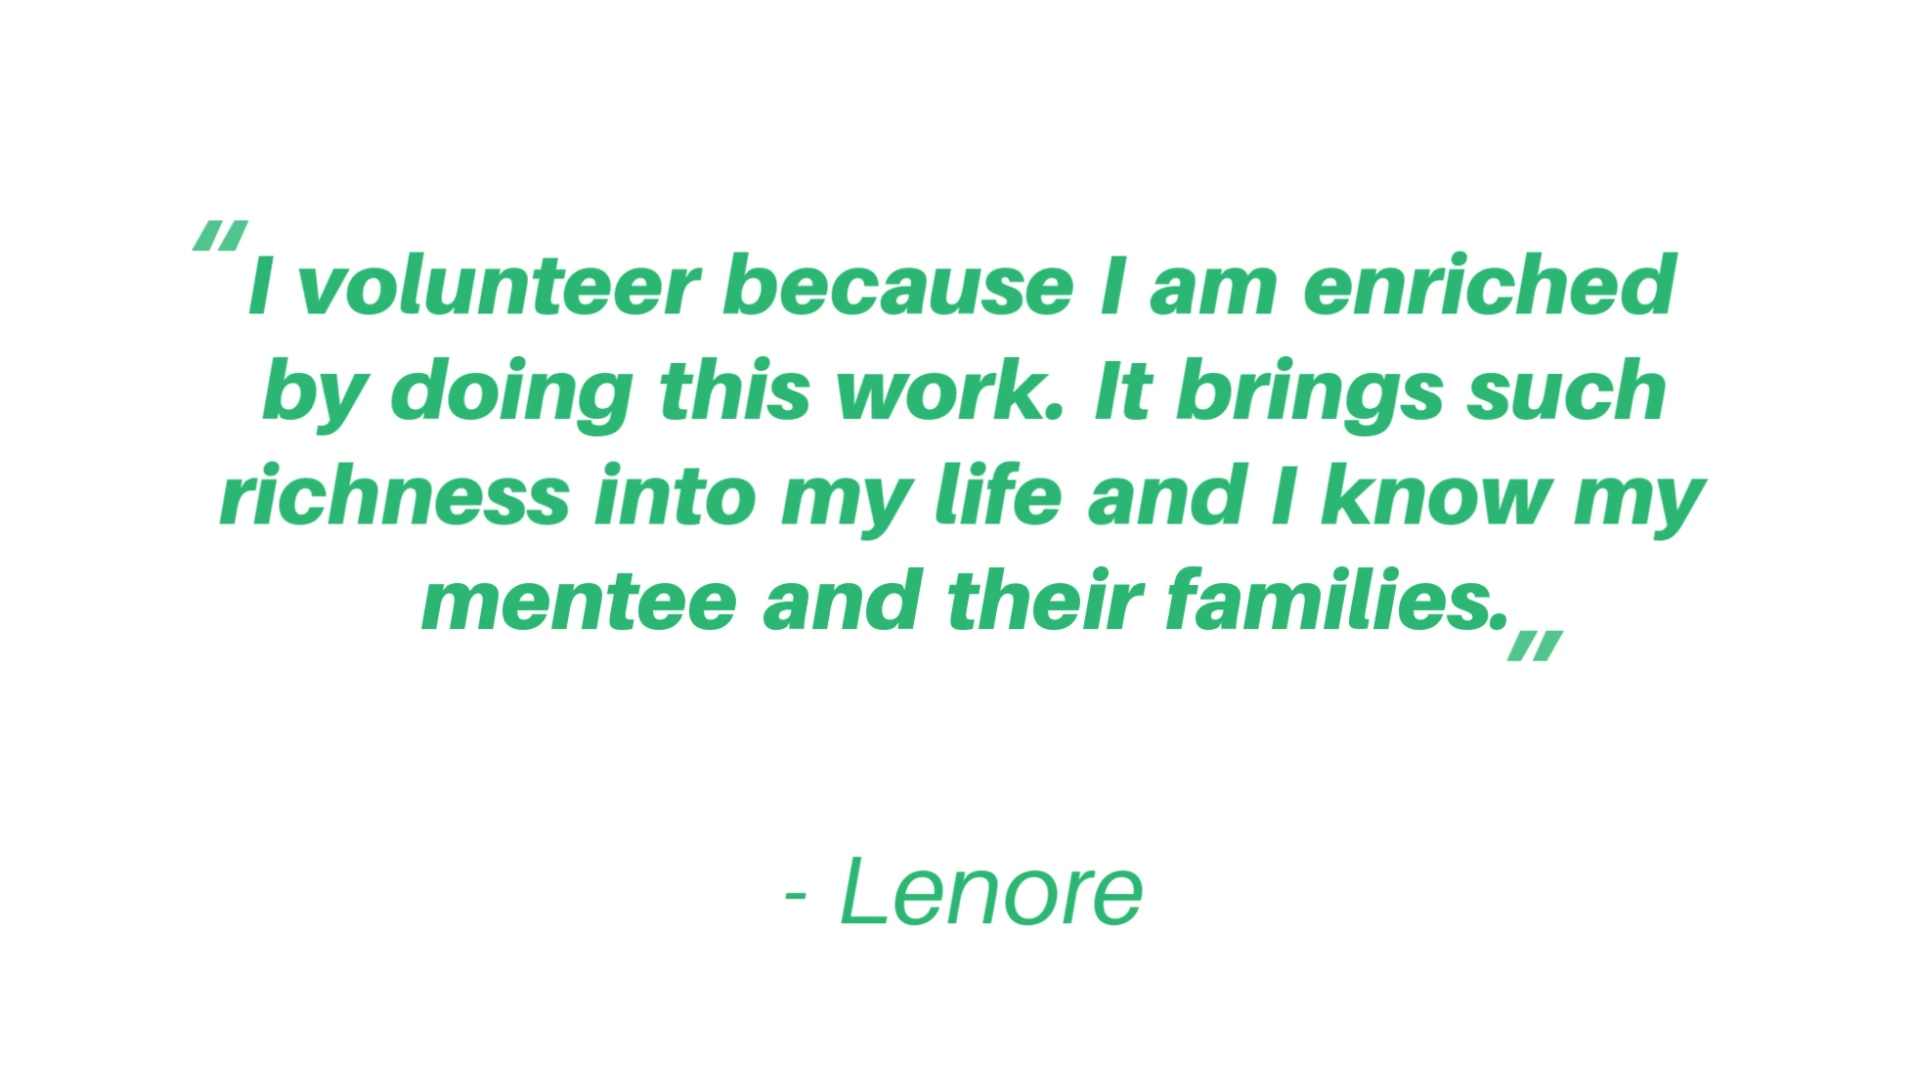 "I volunteer because I am enriched
by doing this work. It brings such
richness into my life and I know my
mentee and their families."
- Lenore